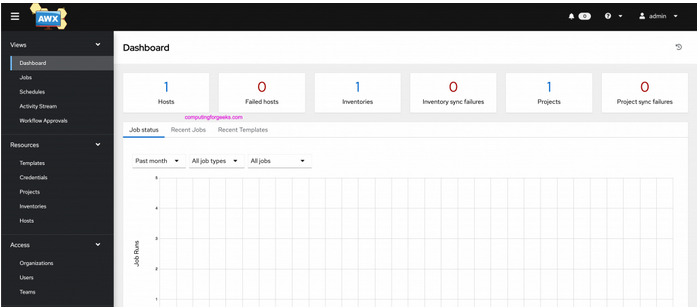 AWX
0
admin
Views
Dashboard
Jobs
Schedules
Activity Stream
Workflow Approvals
Resources
Templates
Credentials
Projects
Inventories
Hosts
Access
Organizations
Users
Teams
Dashboard
1
Hosts
0
Failed hosts
1
Inventories
0
Inventory sync failures
1
Projects
0
Project sync failures
computingforgeeks.com
Job status Recent Jobs Recent Templates
Past month All job types All jobs
Job Runs
5
4
3
2
1